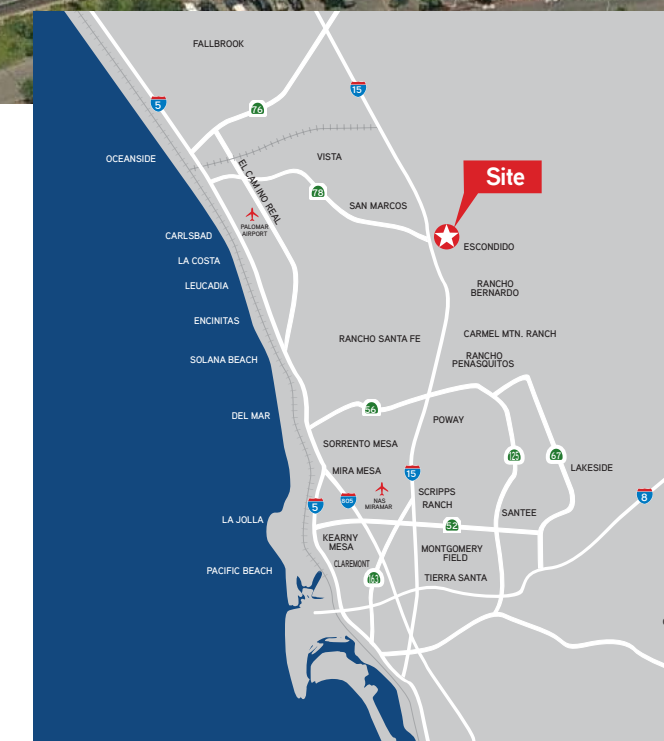 FALLBROOK
5
15
76
OCEANSIDE
VISTA
EL CAMINO REAL
Site
78
SAN MARCOS
PALOMAR
AIRPORT
CARLSBAD
ESCONDIDO
LA COSTA
LEUCADIA
RANCHO
BERNARDO
ENCINITAS
RANCHO SANTA FE
CARMEL MTN. RANCH
SOLANA BEACH
RANCHO
PENASQUITOS
56
DEL MAR
POWAY
SORRENTO MESA
125
67
MIRA MESA
15
LAKESIDE
805
NAS
MIRAMAR
SCRIPPS
RANCH
8
5
SANTEE
LA JOLLA
52
KEARNY
MESA
MONTGOMERY
FIELD
CLAREMONT
PACIFIC BEACH
163
TIERRA SANTA